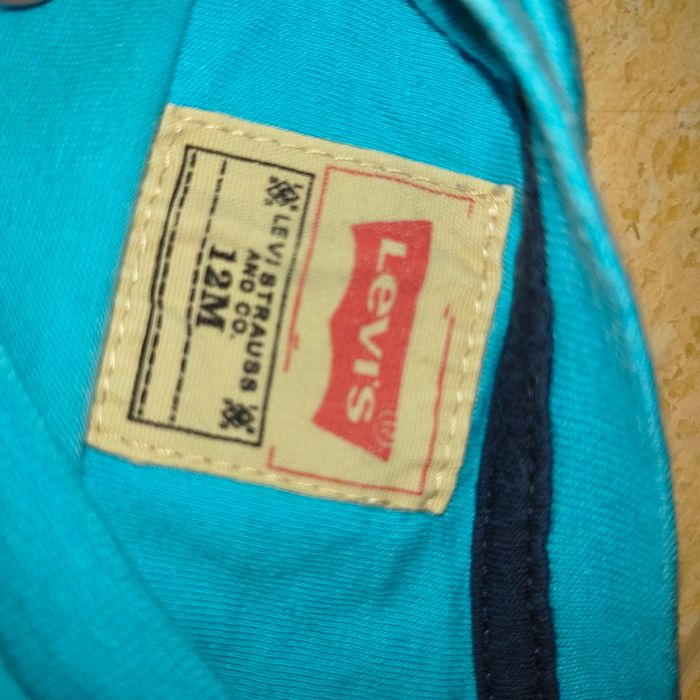 LEVI'S
LEVI STRAUSS
AND CO.
12M